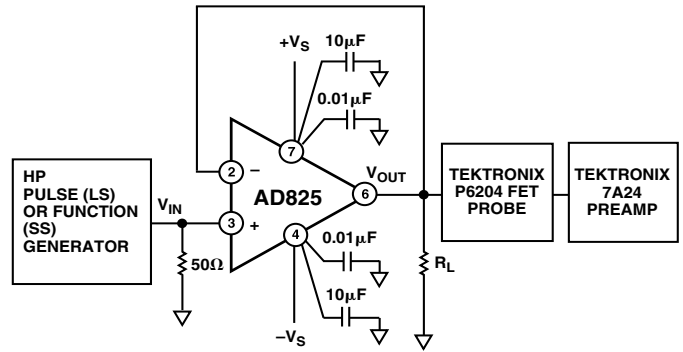 +VS
10μF
0.01μF
7
2
–
VOUT
HP
PULSE (LS)
OR FUNCTION
(SS)
GENERATOR
VIN
AD825
6
TEKTRONIX
P6204 FET
PROBE
TEKTRONIX
7A24
PREAMP
3
+
4
50Ω
0.01μF
RL
10μF
–VS